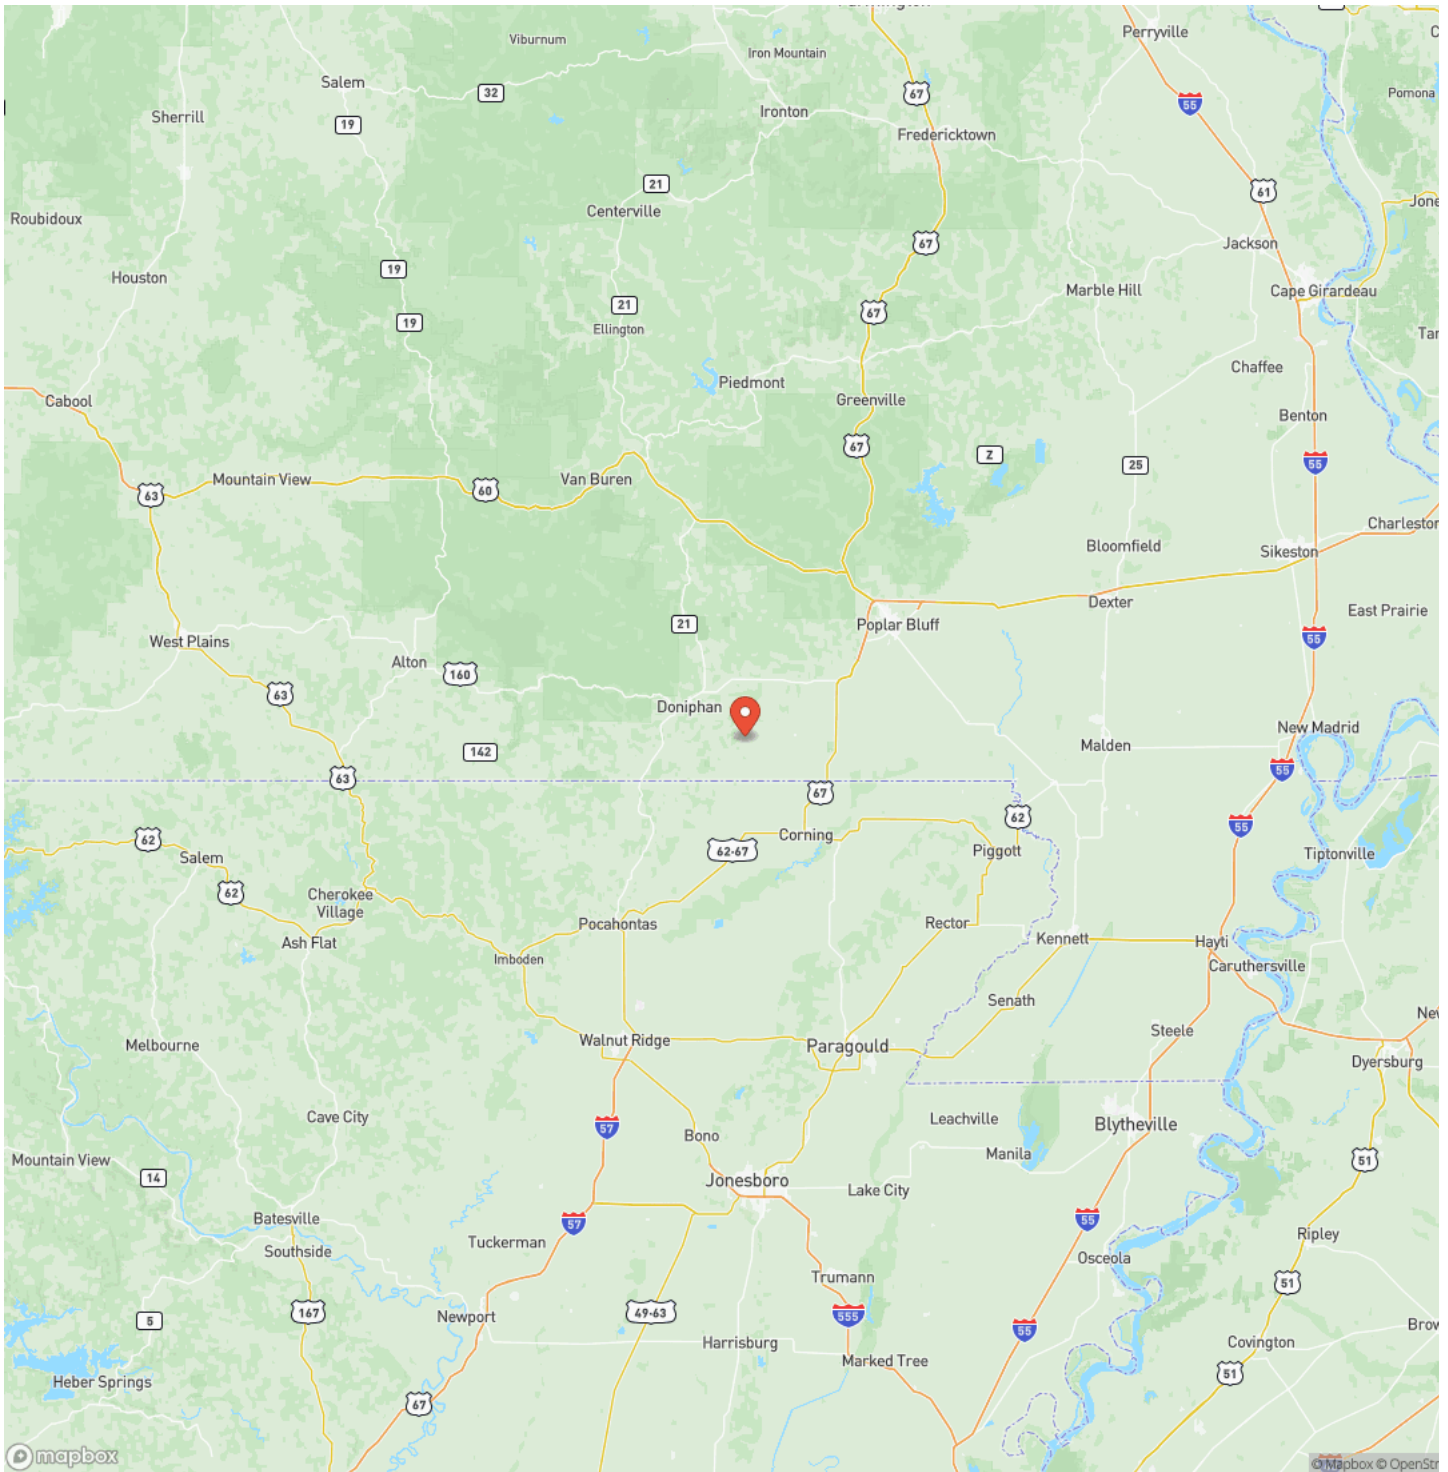 Farmington
Perryville
Viburnum
Iron Mountain
Salem
32
67
55
Pomona
Sherrill
19
Ironton
Fredericktown
21
61
Centerville
Roubidoux
Jackson
67
Houston
19
Cape Girardeau
Marble Hill
21
67
19
Ellington
Chaffee
Piedmont
Cabool
Greenville
Benton
67
Z
55
25
Mountain View
Van Buren
60
63
Charleston
Bloomfield
Sikeston
Dexter
East Prairie
21
Poplar Bluff
55
West Plains
Alton
160
63
Doniphan
New Madrid
142
Malden
55
63
67
62
55
62
Corning
62-67
Piggott
Tiptonville
Salem
62
Cherokee
Village
Pocahontas
Rector
Ash Flat
Kennett
Hayti
Imboden
Caruthersville
Senath
Steele
Walnut Ridge
Paragould
Melbourne
Dyersburg
Cave City
57
Leachville
Blytheville
Bono
Manila
Mountain View
51
14
Jonesboro
Lake City
Batesville
57
55
Southside
Tuckerman
Ripley
Osceola
Trumann
51
167
49-63
555
5
Newport
55
Harrisburg
Covington
Marked Tree
Heber Springs
51
67
mapbox
© Mapbox © OpenStr